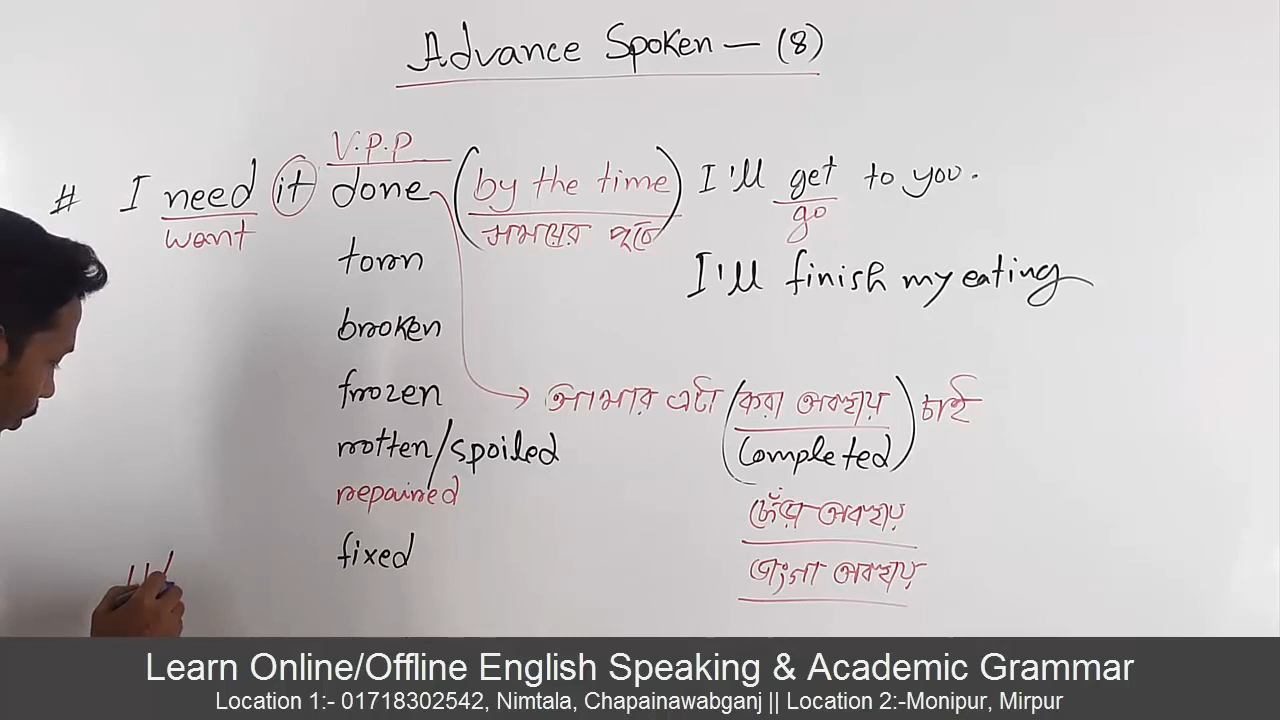 Advance Spoken – (8)
V.P.P
# I need it done (by the time) I'll get to you.
want সময়ের পূর্বে go
torn I'll finish my eating
broken
frozen আমার এটা (করা অবস্থায়) চাই
rotten/spoiled (completed)
repaired ছেঁড়া অবস্থায়
fixed ভাংগা অবস্থায়
Learn Online/Offline English Speaking & Academic Grammar
Location 1:- 01718302542, Nimtala, Chapainawabganj || Location 2:-Monipur, Mirpur